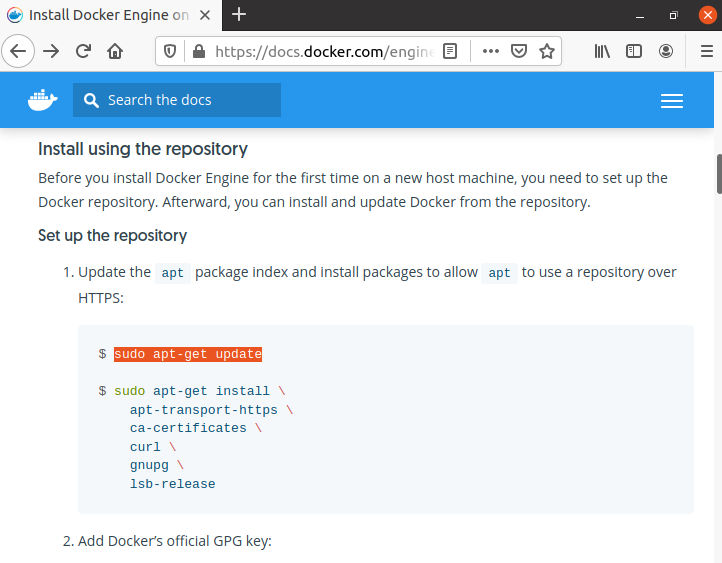 Install Docker Engine on
https://docs.docker.com/engine
Search the docs
Install using the repository
Before you install Docker Engine for the first time on a new host machine, you need to set up the
Docker repository. Afterward, you can install and update Docker from the repository.
Set up the repository
1. Update the apt package index and install packages to allow apt to use a repository over
HTTPS:
$ sudo apt-get update
$ sudo apt-get install \
apt-transport-https \
ca-certificates \
curl \
gnupg \
lsb-release
2. Add Docker’s official GPG key: